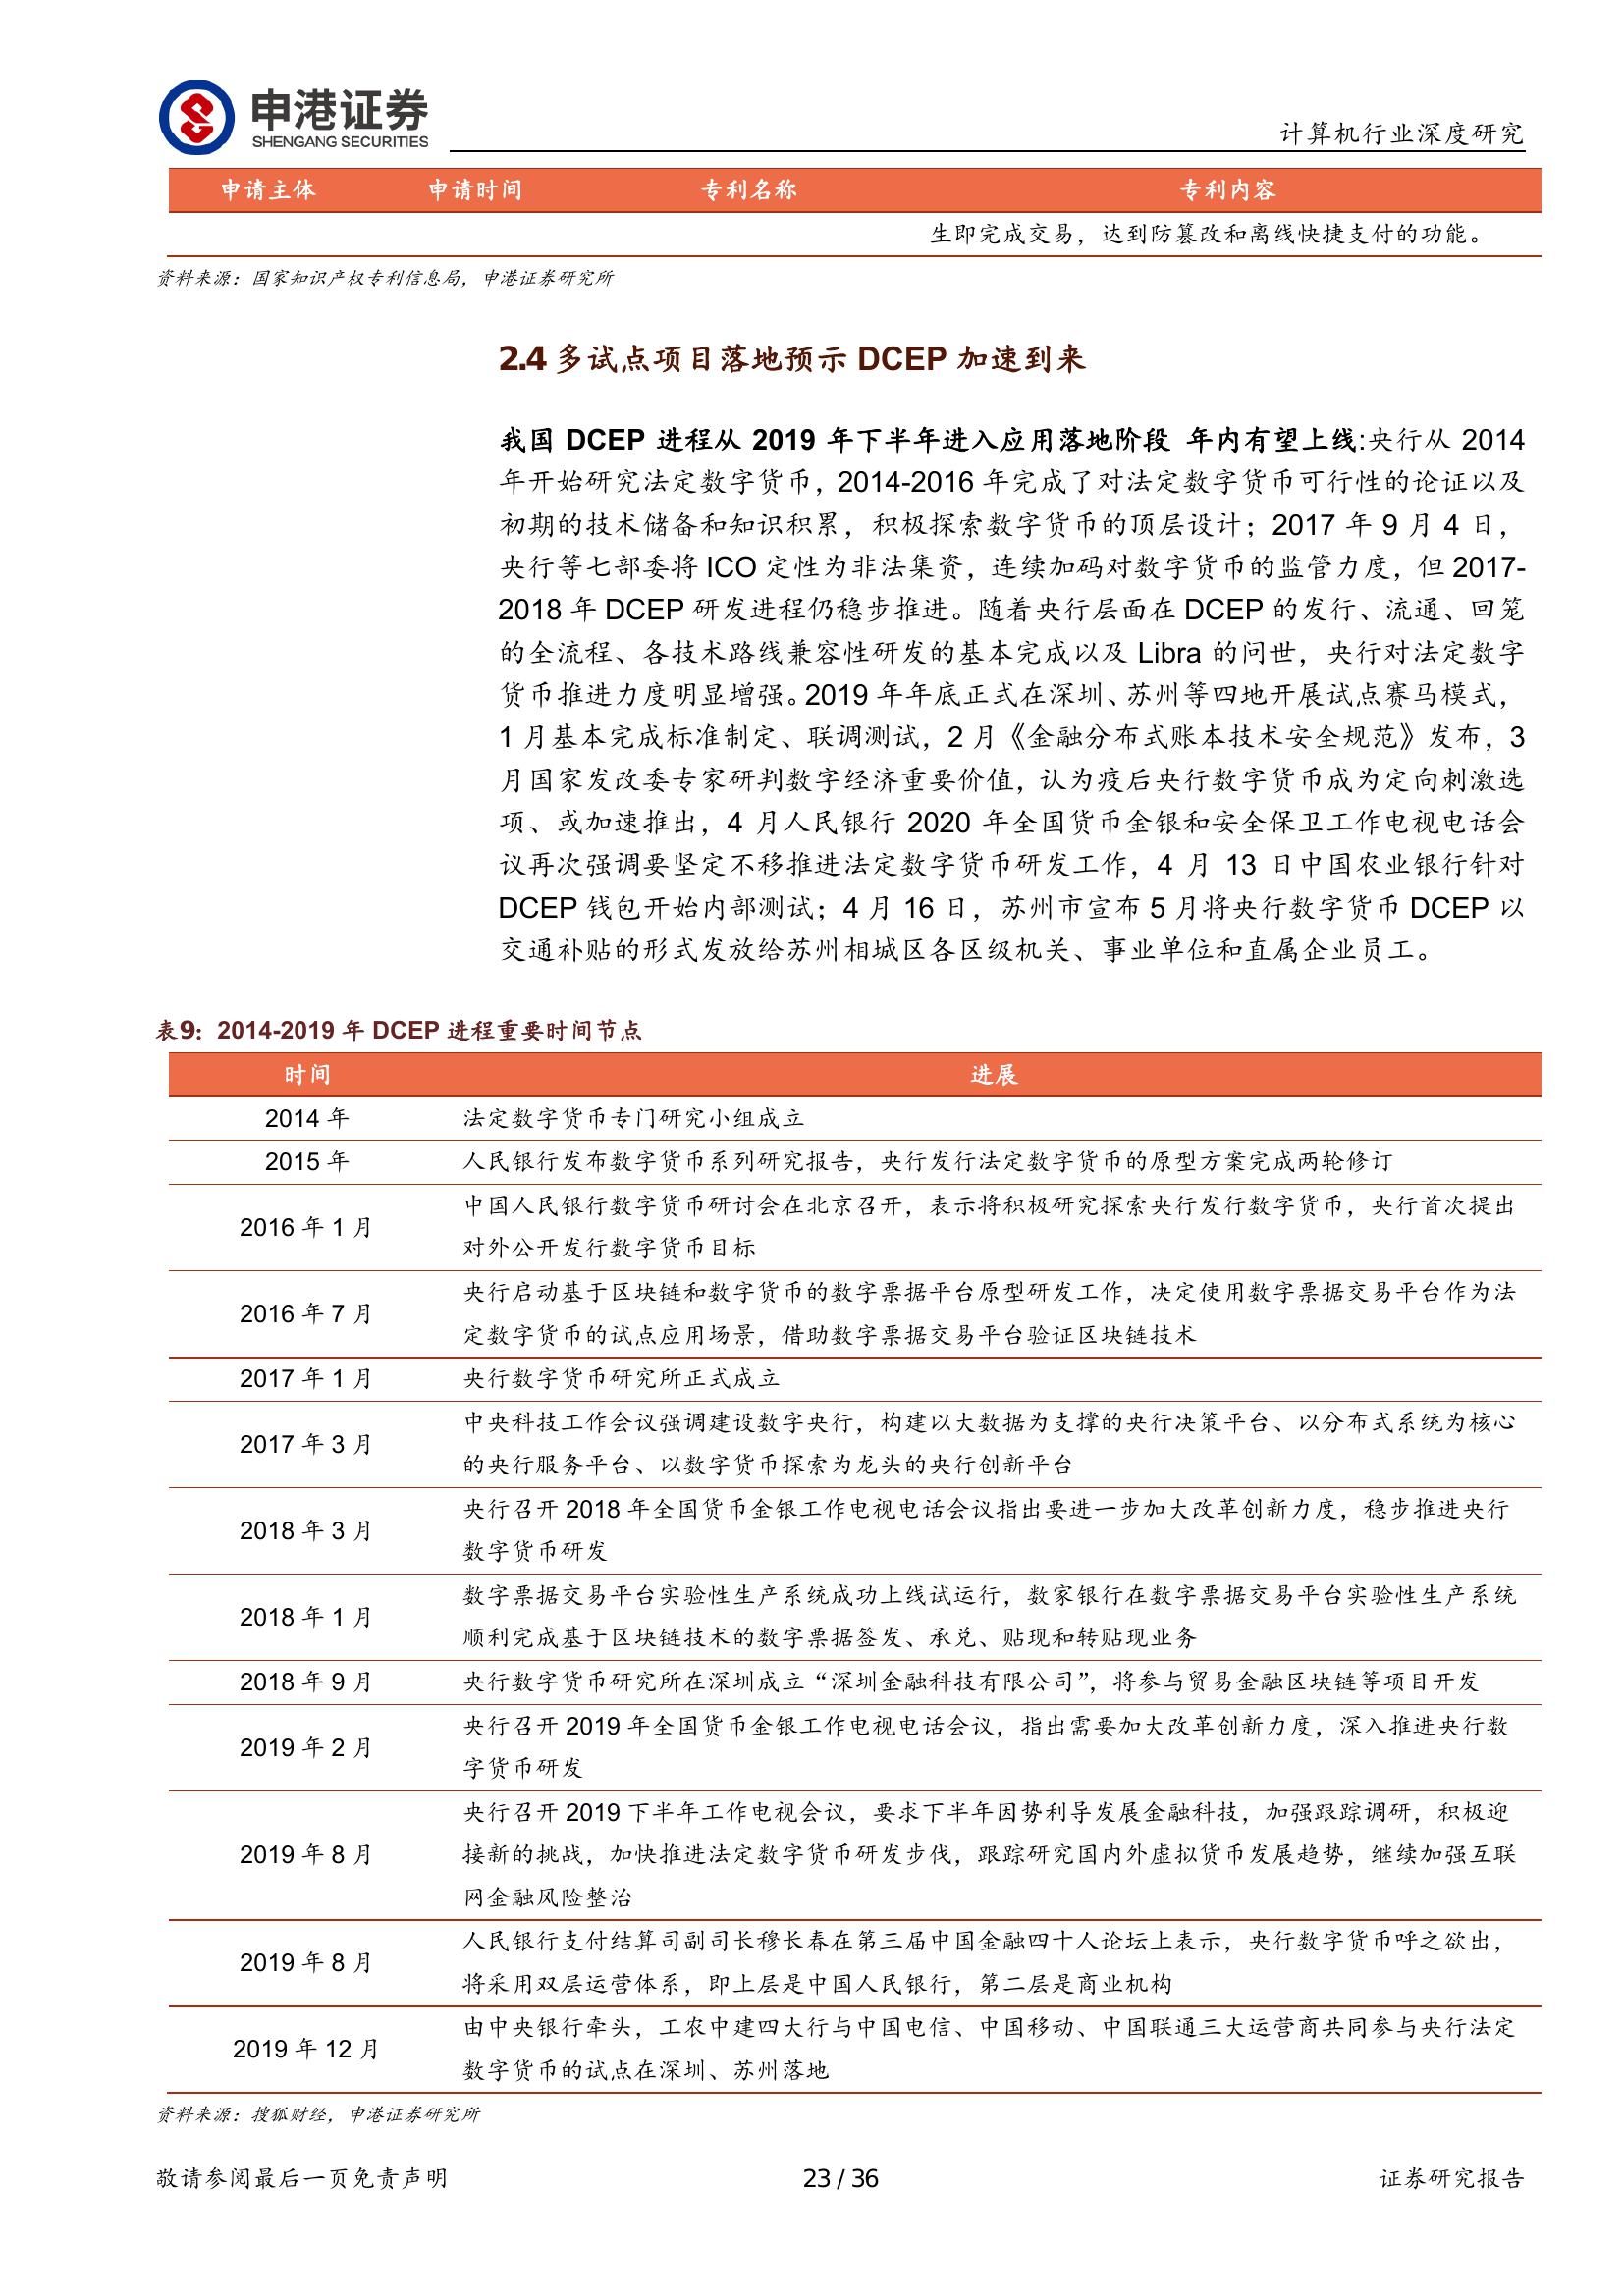 申港证券
SHENGANG SECURITIES
计算机行业深度研究
申请主体 申请时间 专利名称 专利内容
生即完成交易，达到防篡改和离线快捷支付的功能。
资料来源：国家知识产权专利信息局，申港证券研究所
2.4 多试点项目落地预示 DCEP 加速到来
我国 DCEP 进程从 2019 年下半年进入应用落地阶段 年内有望上线:央行从 2014
年开始研究法定数字货币，2014-2016 年完成了对法定数字货币可行性的论证以及
初期的技术储备和知识积累，积极探索数字货币的顶层设计；2017 年 9 月 4 日，
央行等七部委将 ICO 定性为非法集资，连续加码对数字货币的监管力度，但 2017-
2018 年 DCEP 研发进程仍稳步推进。随着央行层面在 DCEP 的发行、流通、回笼
的全流程、各技术路线兼容性研发的基本完成以及 Libra 的问世，央行对法定数字
货币推进力度明显增强。2019 年年底正式在深圳、苏州等四地开展试点赛马模式，
1 月基本完成标准制定、联调测试，2 月《金融分布式账本技术安全规范》发布，3
月国家发改委专家研判数字经济重要价值，认为疫后央行数字货币成为定向刺激选
项、或加速推出，4 月人民银行 2020 年全国货币金银和安全保卫工作电视电话会
议再次强调要坚定不移推进法定数字货币研发工作，4 月 13 日中国农业银行针对
DCEP 钱包开始内部测试；4 月 16 日，苏州市宣布 5 月将央行数字货币 DCEP 以
交通补贴的形式发放给苏州相城区各区级机关、事业单位和直属企业员工。
表9：2014-2019 年 DCEP 进程重要时间节点
时间 进展
2014 年 法定数字货币专门研究小组成立
2015 年 人民银行发布数字货币系列研究报告，央行发行法定数字货币的原型方案完成两轮修订
2016 年 1 月 中国人民银行数字货币研讨会在北京召开，表示将积极研究探索央行发行数字货币，央行首次提出
对外公开发行数字货币目标
2016 年 7 月 央行启动基于区块链和数字货币的数字票据平台原型研发工作，决定使用数字票据交易平台作为法
定数字货币的试点应用场景，借助数字票据交易平台验证区块链技术
2017 年 1 月 央行数字货币研究所正式成立
2017 年 3 月 中央科技工作会议强调建设数字央行，构建以大数据为支撑的央行决策平台、以分布式系统为核心
的央行服务平台、以数字货币探索为龙头的央行创新平台
2018 年 3 月 央行召开 2018 年全国货币金银工作电视电话会议指出要进一步加大改革创新力度，稳步推进央行
数字货币研发
2018 年 1 月 数字票据交易平台实验性生产系统成功上线试运行，数家银行在数字票据交易平台实验性生产系统
顺利完成基于区块链技术的数字票据签发、承兑、贴现和转贴现业务
2018 年 9 月 央行数字货币研究所在深圳成立“深圳金融科技有限公司”，将参与贸易金融区块链等项目开发
2019 年 2 月 央行召开 2019 年全国货币金银工作电视电话会议，指出需要加大改革创新力度，深入推进央行数
字货币研发
2019 年 8 月 央行召开 2019 下半年工作电视会议，要求下半年因势利导发展金融科技，加强跟踪调研，积极迎
接新的挑战，加快推进法定数字货币研发步伐，跟踪研究国内外虚拟货币发展趋势，继续加强互联
网金融风险整治
2019 年 8 月 人民银行支付结算司副司长穆长春在第三届中国金融四十人论坛上表示，央行数字货币呼之欲出，
将采用双层运营体系，即上层是中国人民银行，第二层是商业机构
2019 年 12 月 由中央银行牵头，工农中建四大行与中国电信、中国移动、中国联通三大运营商共同参与央行法定
数字货币的试点在深圳、苏州落地
资料来源：搜狐财经，申港证券研究所
敬请参阅最后一页免责声明 23 / 36 证券研究报告